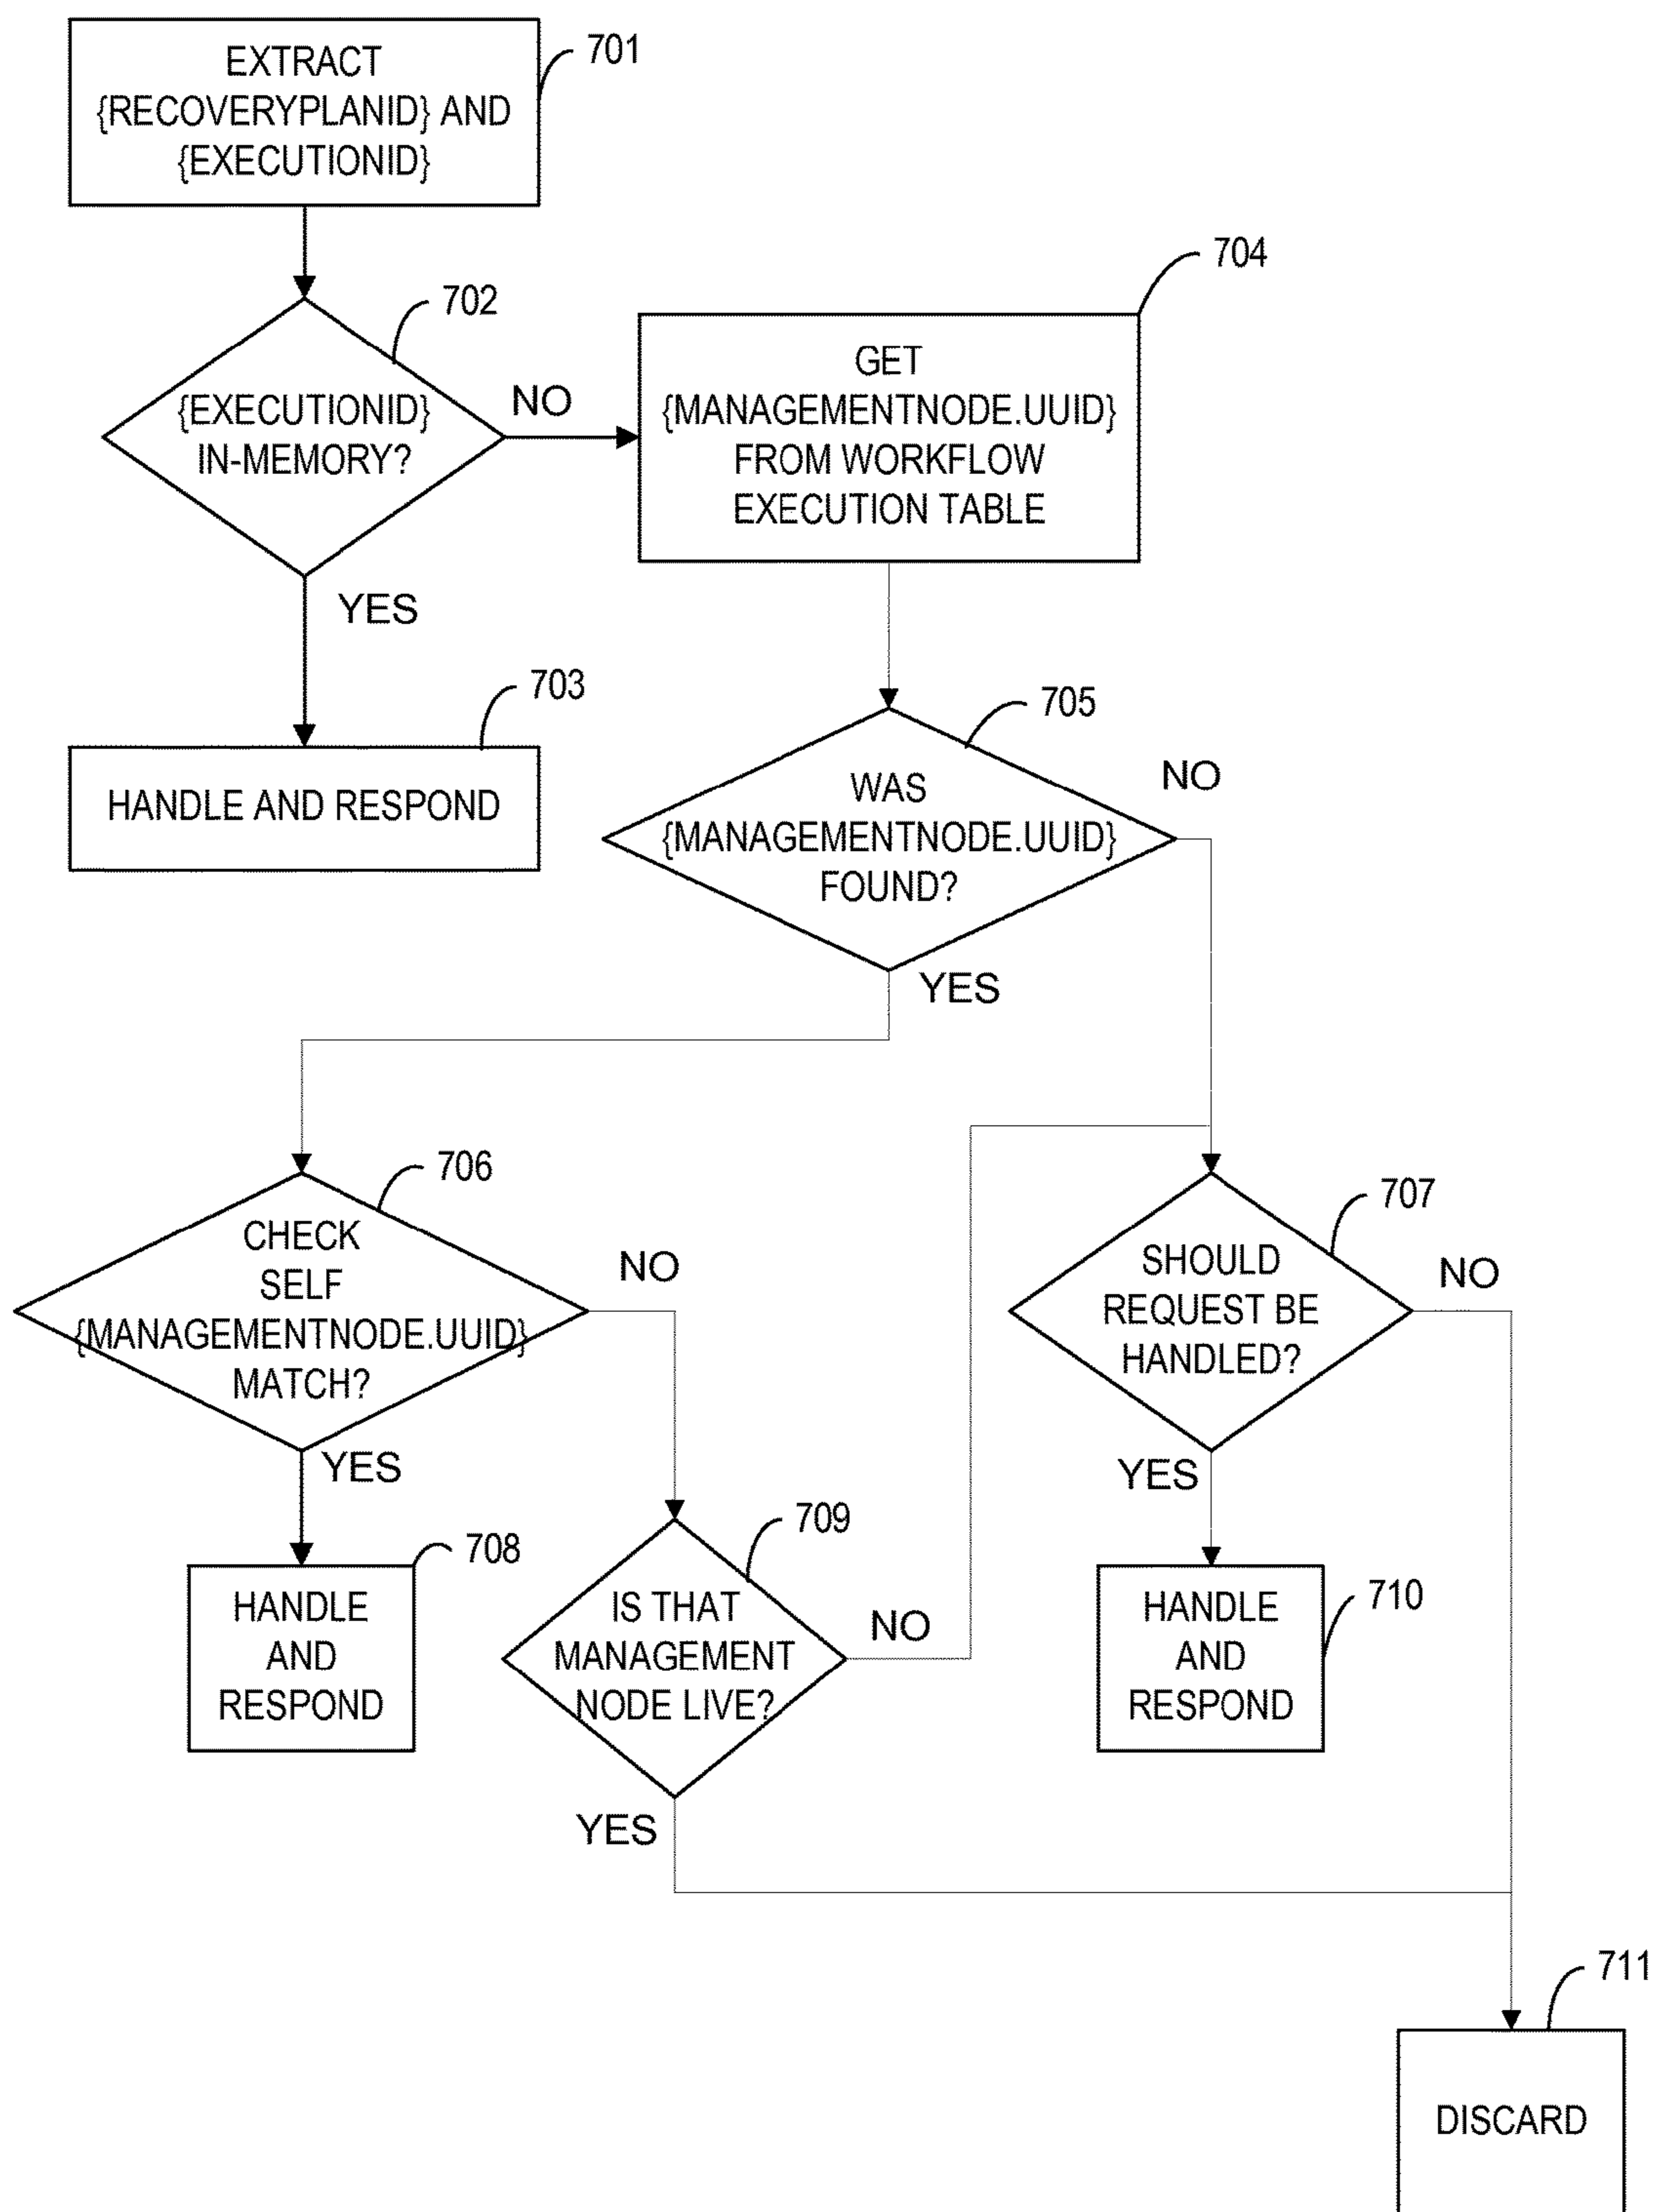 EXTRACT
{RECOVERYPLANID} AND
{EXECUTIONID}
701
702
{EXECUTIONID}
IN-MEMORY?
NO
YES
703
HANDLE AND RESPOND
704
GET
{MANAGEMENTNODE.UUID}
FROM WORKFLOW
EXECUTION TABLE
705
WAS
{MANAGEMENTNODE.UUID}
FOUND?
NO
YES
706
CHECK
SELF
{MANAGEMENTNODE.UUID}
MATCH?
NO
YES
707
SHOULD
REQUEST BE
HANDLED?
NO
YES
708
HANDLE
AND
RESPOND
709
IS THAT
MANAGEMENT
NODE LIVE?
NO
YES
710
HANDLE
AND
RESPOND
711
DISCARD